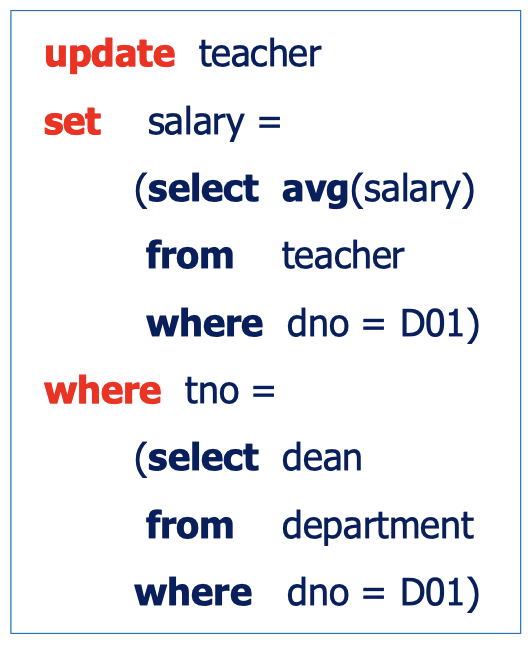 update teacher
set salary =
(select avg(salary)
from teacher
where dno = D01)
where tno =
(select dean
from department
where dno = D01)